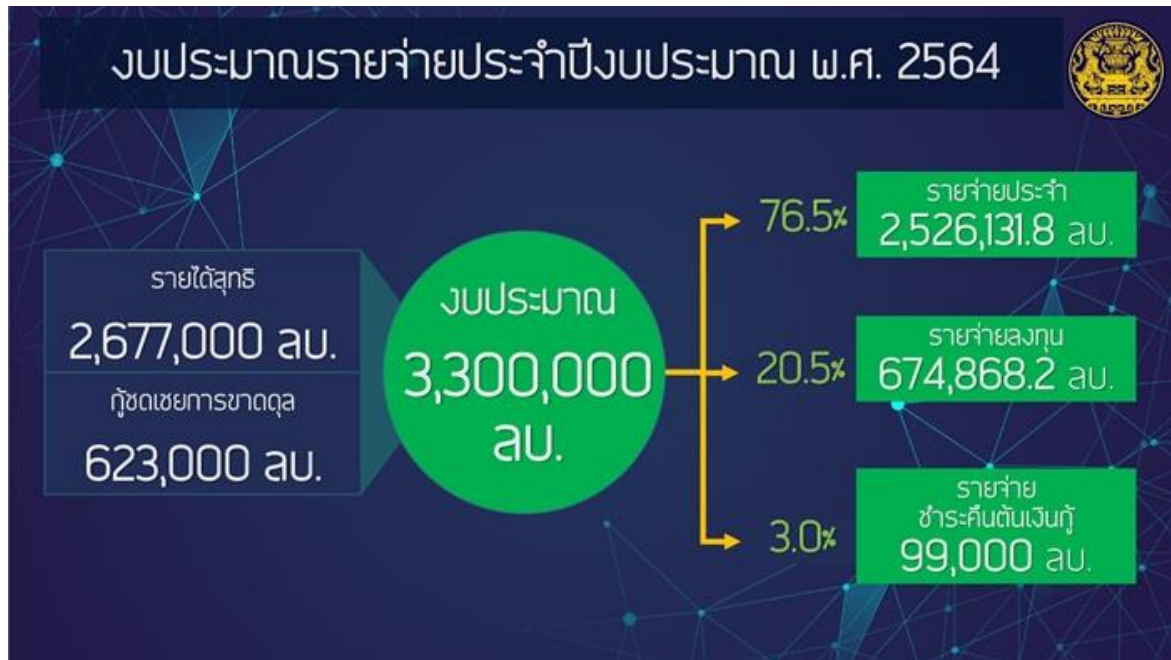 งบประมาณรายจ่ายประจำปีงบประมาณ พ.ศ. 2564
รายได้สุทธิ
2,677,000 ลบ.
กู้ชดเชยการขาดดุล
623,000 ลบ.
งบประมาณ
3,300,000
ลบ.
76.5%
รายจ่ายประจำ
2,526,131.8 ลบ.
20.5%
รายจ่ายลงทุน
674,868.2 ลบ.
3.0%
รายจ่าย
ชำระคืนต้นเงินกู้
99,000 ลบ.